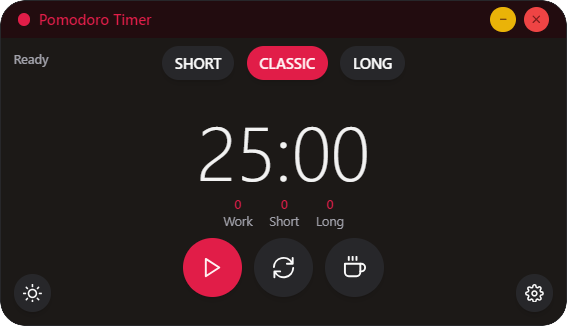 Pomodoro Timer
Ready
SHORT CLASSIC LONG
25:00
0 0 0
Work Short Long